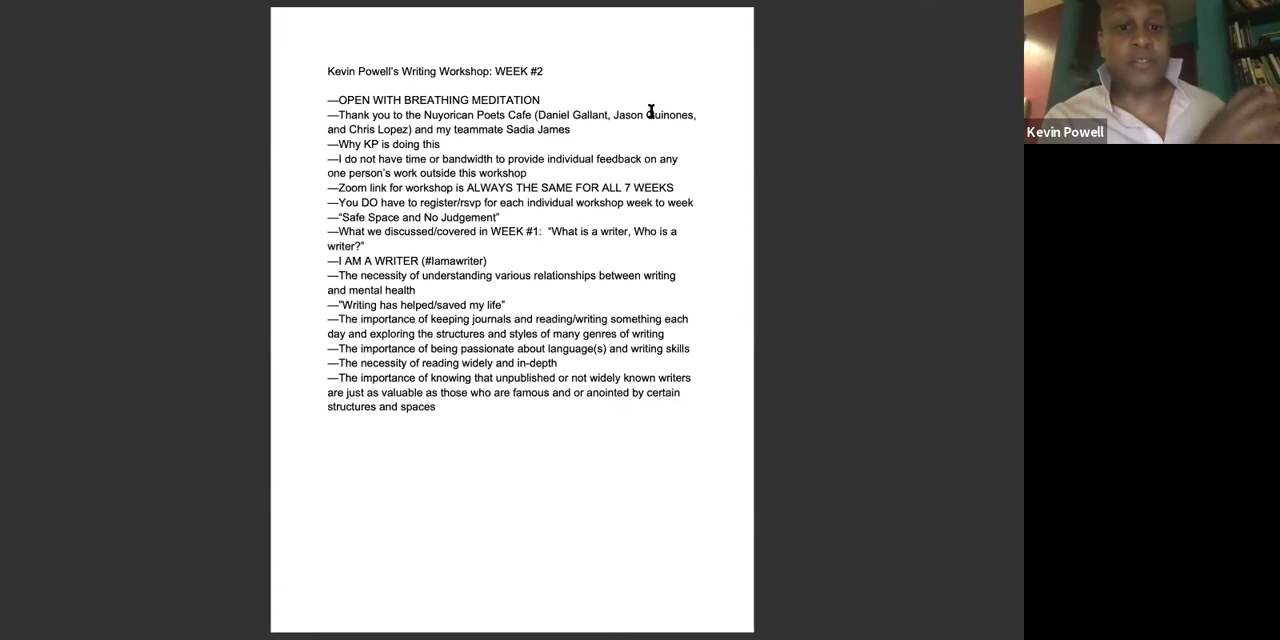 Kevin Powell's Writing Workshop: WEEK #2
—OPEN WITH BREATHING MEDITATION
—Thank you to the Nuyorican Poets Cafe (Daniel Gallant, Jason Quinones,
and Chris Lopez) and my teammate Sadia James
—Why KP is doing this
—I do not have time or bandwidth to provide individual feedback on any
one person's work outside this workshop
—Zoom link for workshop is ALWAYS THE SAME FOR ALL 7 WEEKS
—You DO have to register/rsvp for each individual workshop week to week
—“Safe Space and No Judgement”
—What we discussed/covered in WEEK #1:  “What is a writer, Who is a
writer?”
—I AM A WRITER (#Iamawriter)
—The necessity of understanding various relationships between writing
and mental health
—”Writing has helped/saved my life”
—The importance of keeping journals and reading/writing something each
day and exploring the structures and styles of many genres of writing
—The importance of being passionate about language(s) and writing skills
—The necessity of reading widely and in-depth
—The importance of knowing that unpublished or not widely known writers
are just as valuable as those who are famous and or anointed by certain
structures and spaces
Kevin Powell